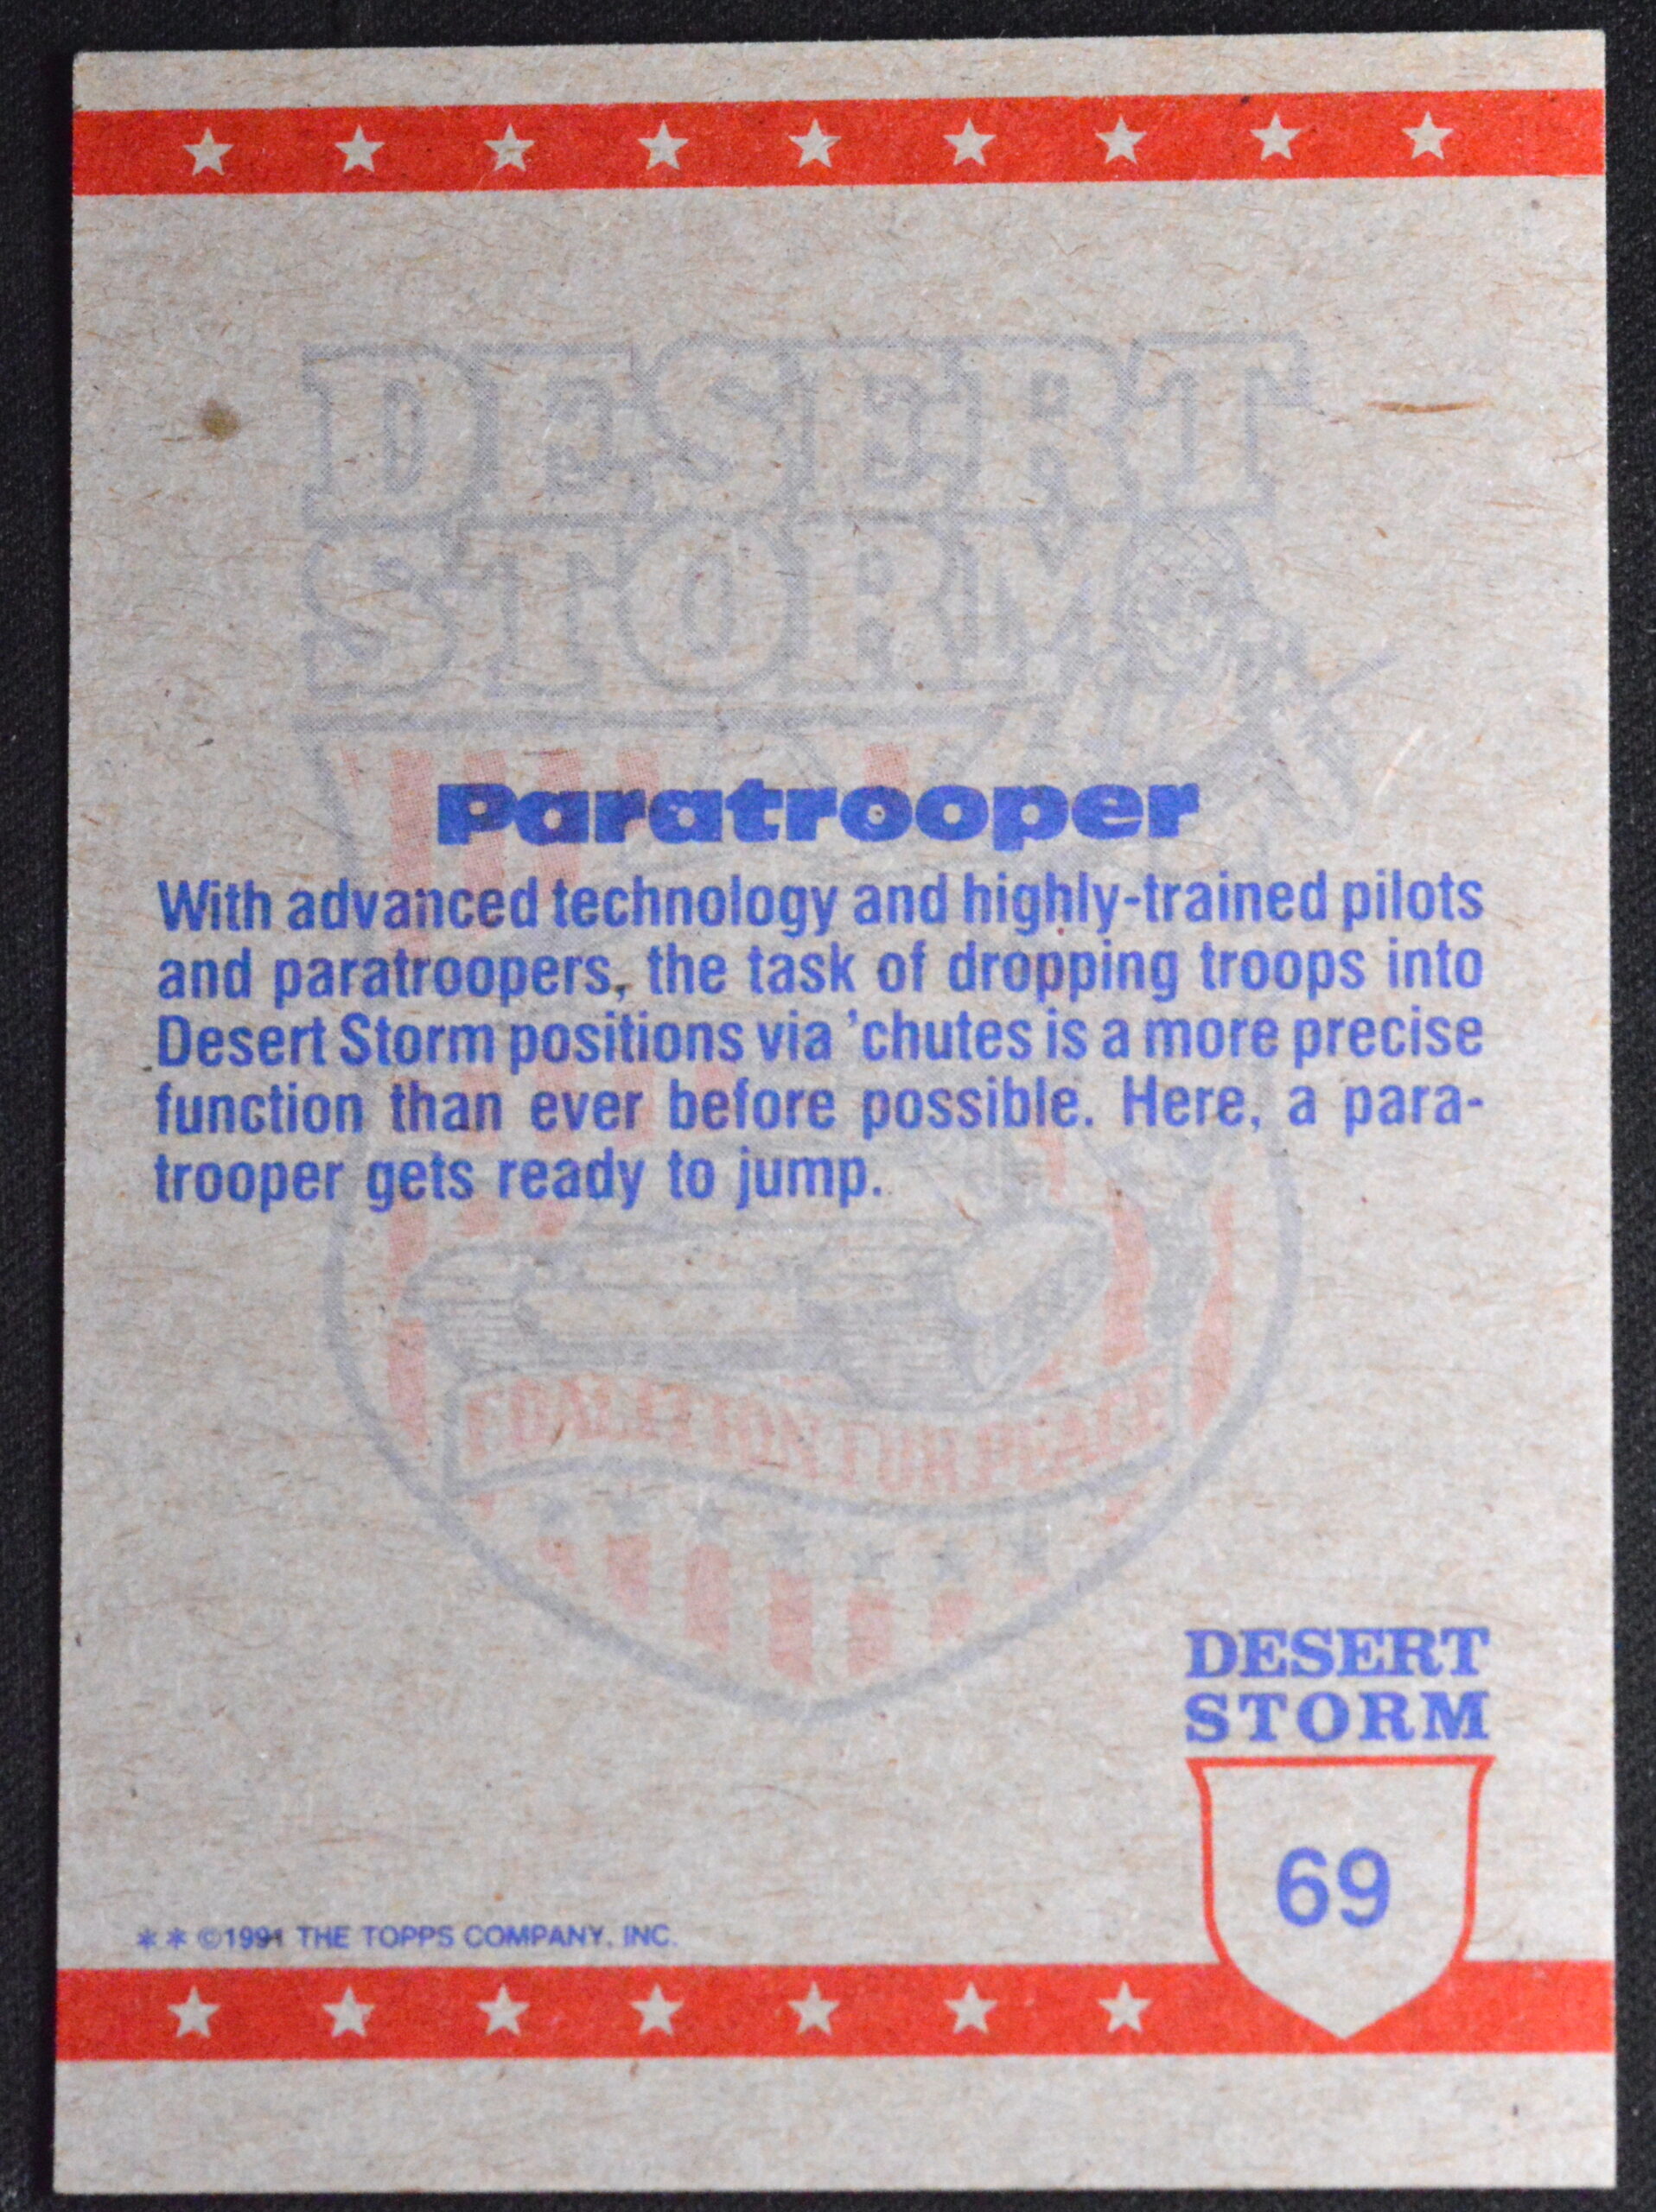 DESERT
STORM
Paratrooper
With advanced technology and highly-trained pilots
and paratroopers, the task of dropping troops into
Desert Storm positions via 'chutes is a more precise
function than ever before possible. Here, a para-
trooper gets ready to jump.
COALITION FOR PEACE
DESERT
STORM
69
** ©1991 THE TOPPS COMPANY, INC.